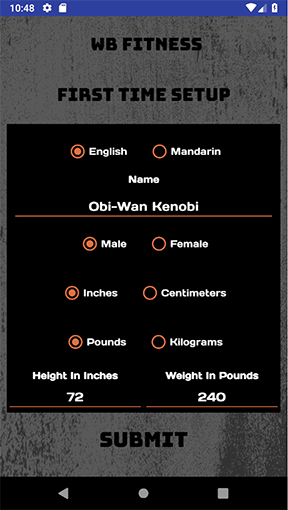 10:48
WB FITNESS
FIRST TIME SETUP
English Mandarin
Name
Obi-Wan Kenobi
Male Female
Inches Centimeters
Pounds Kilograms
Height In Inches Weight In Pounds
72 240
SUBMIT